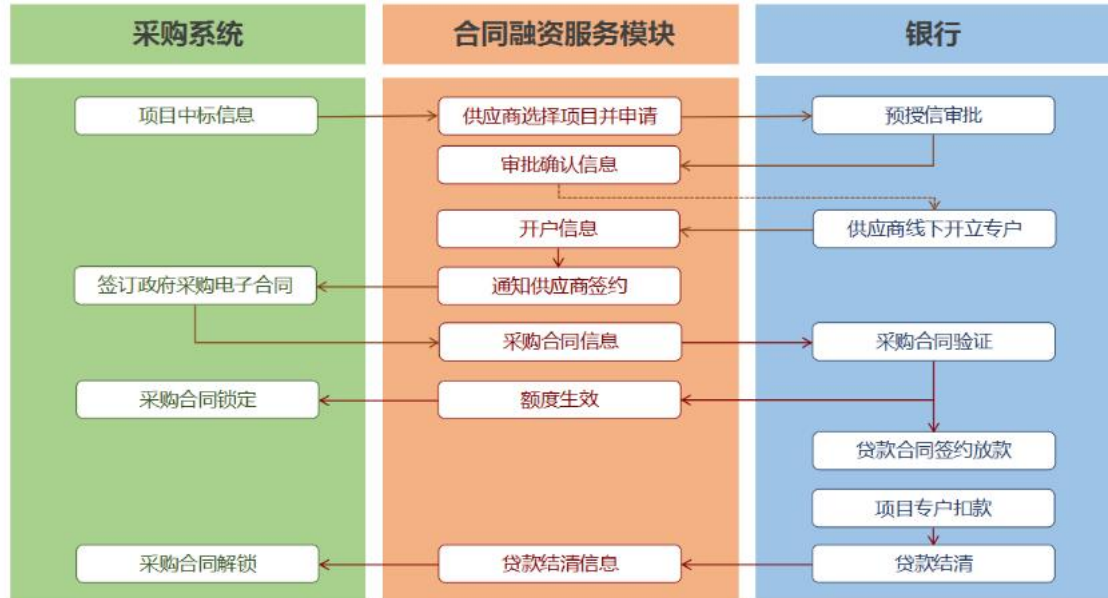 采购系统
合同融资服务模块
银行
项目中标信息
供应商选择项目并申请
预授信审批
审批确认信息
开户信息
供应商线下开立专户
签订政府采购电子合同
通知供应商签约
采购合同信息
采购合同验证
采购合同锁定
额度生效
贷款合同签约放款
项目专户扣款
采购合同解锁
贷款结清信息
贷款结清